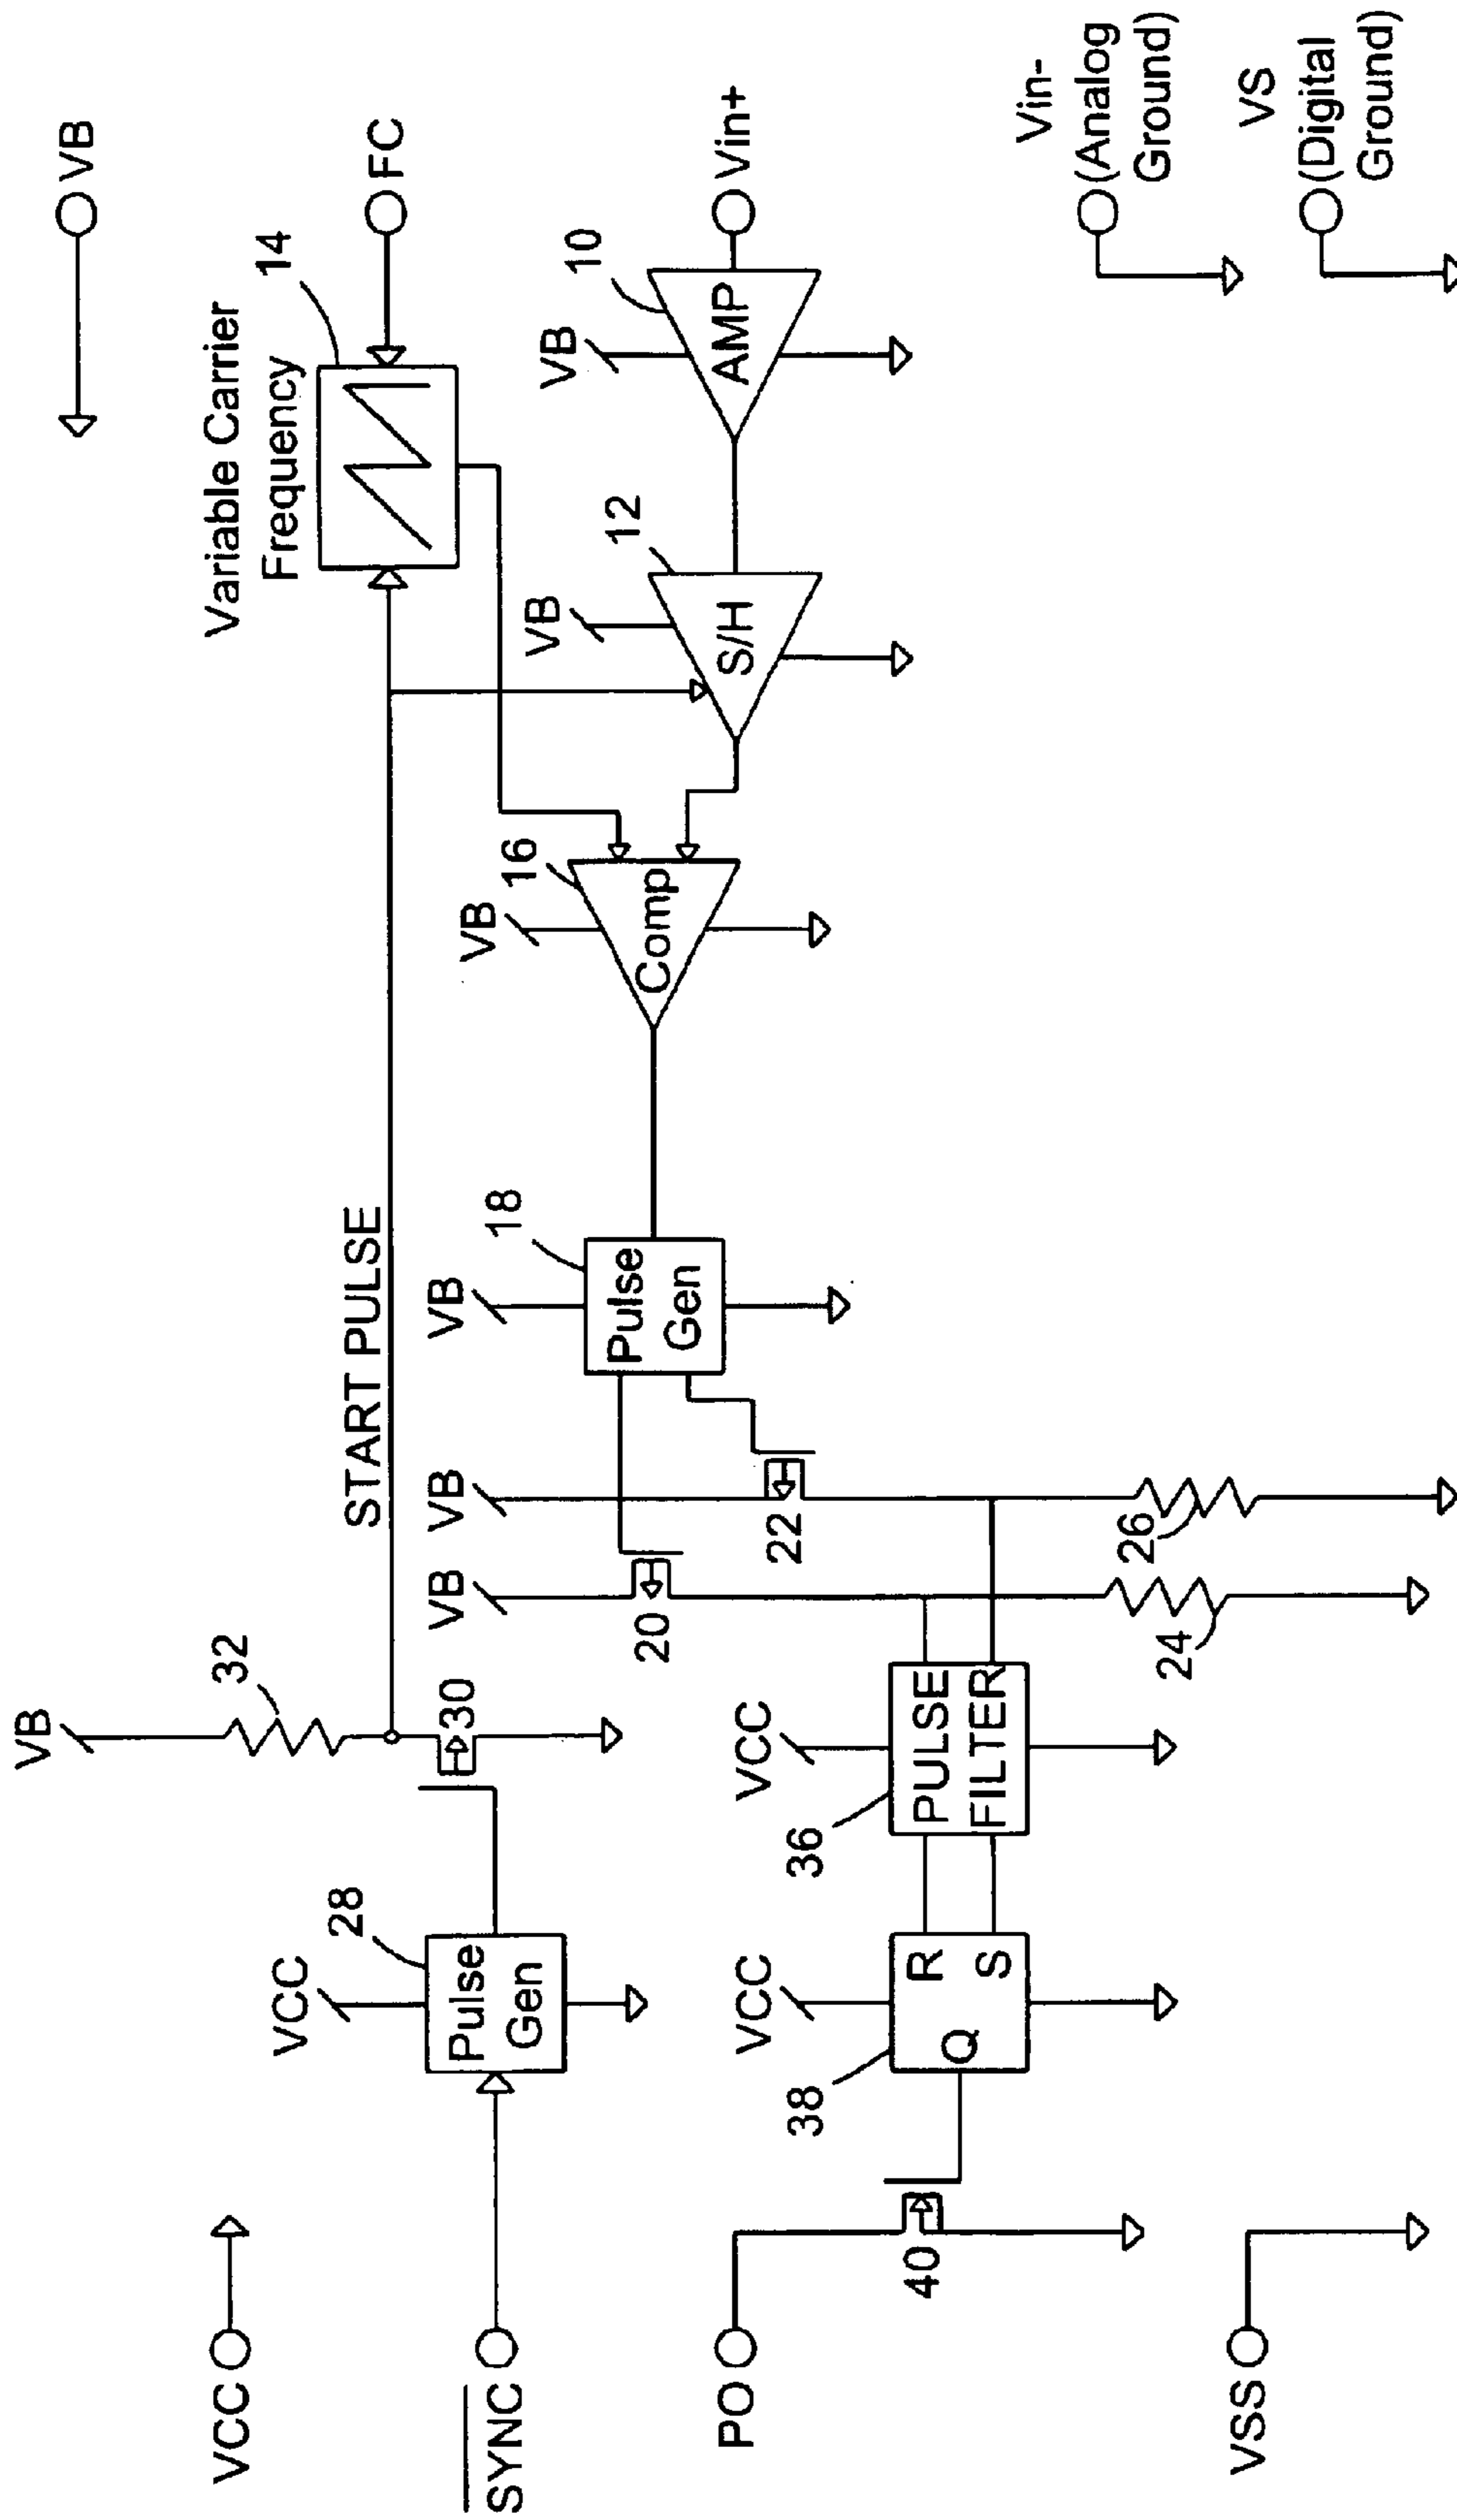 VB
VB
32
Variable Carrier
Frequency
14
FC
START PULSE
VCC
VCC
28
Pulse
Gen
SYNC
30
VB
20
VB
22
VB
18
Pulse
Gen
VB
16
Comp
VB
12
S/H
VB
10
AMP
Vin+
PO
40
VCC
38
Q
R
S
VCC
36
PULSE
FILTER
24
26
Vin-
(Analog
Ground)
VS
(Digital
Ground)
VSS